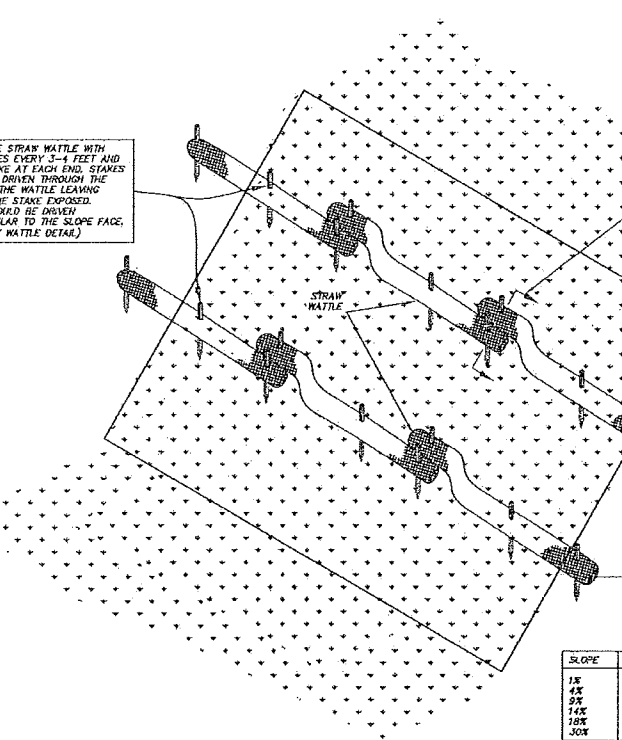 E STRAW WATTLE WITH
ES EVERY 3-4 FEET AND
KE AT EACH END. STAKES
DRIVEN THROUGH THE
THE WATTLE LEAVING
HE STAKE EXPOSED.
OULD BE DRIVEN
LAR TO THE SLOPE FACE.
WATTLE DETAIL)
STRAW
WATTLE
SLOPE
1%
4%
9%
14%
18%
30%